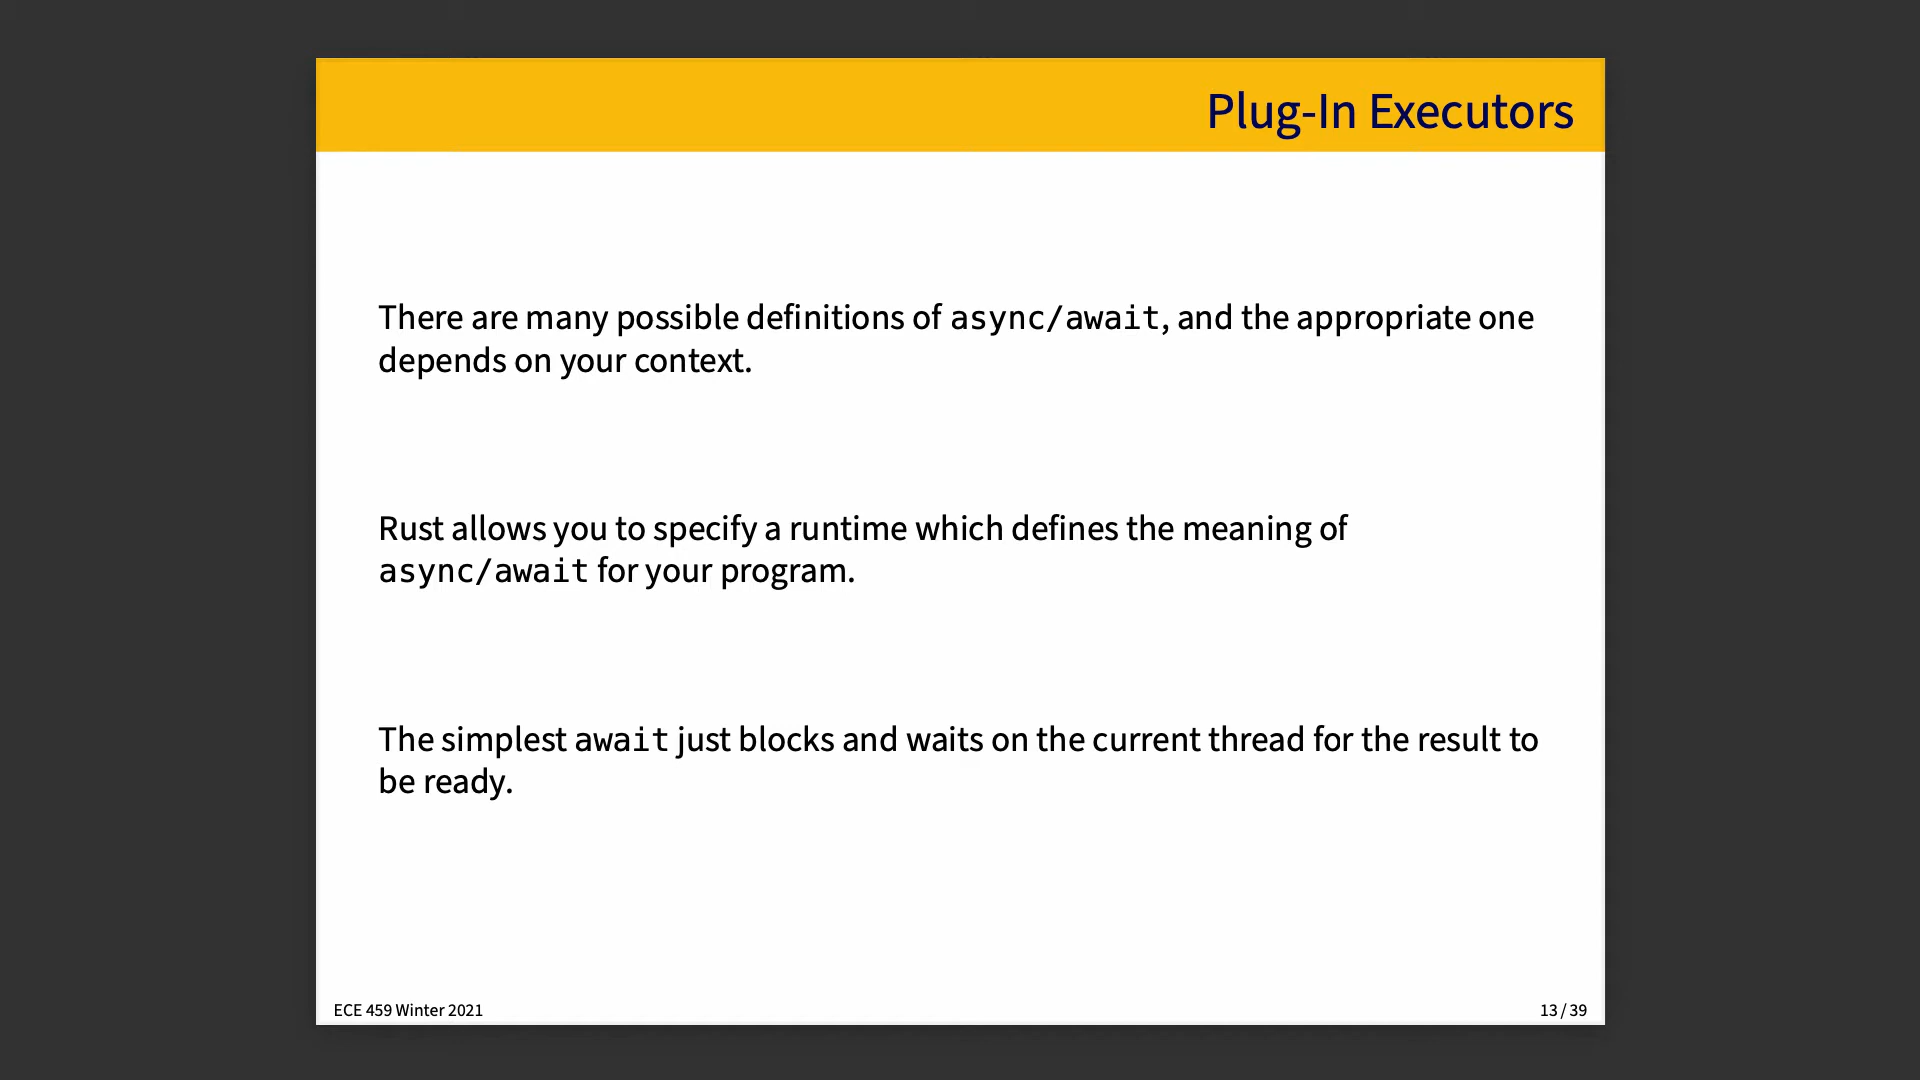 Plug-In Executors
There are many possible definitions of async/await, and the appropriate one
depends on your context.
Rust allows you to specify a runtime which defines the meaning of
async/await for your program.
The simplest await just blocks and waits on the current thread for the result to
be ready.
ECE 459 Winter 2021
13 / 39